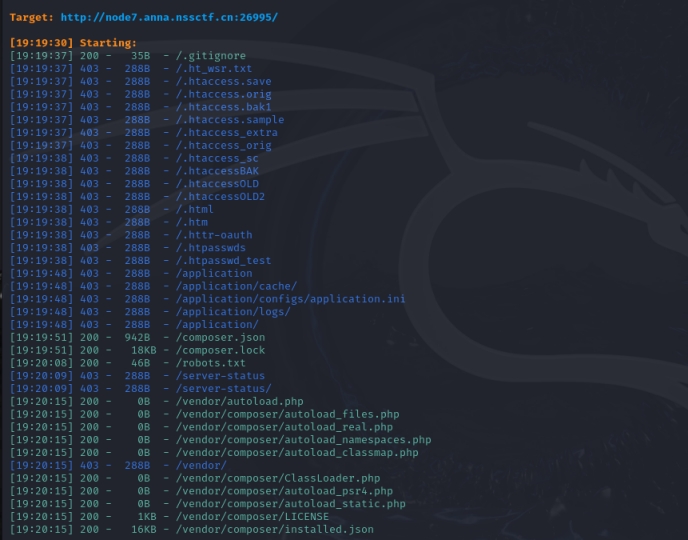 Target: http://node7.anna.nssctf.cn:26995/
[19:19:30] Starting:
[19:19:37] 200 -   35B  - /.gitignore
[19:19:37] 403 -  288B  - /.ht_wsr.txt
[19:19:37] 403 -  288B  - /.htaccess.save
[19:19:37] 403 -  288B  - /.htaccess.orig
[19:19:37] 403 -  288B  - /.htaccess.bak1
[19:19:37] 403 -  288B  - /.htaccess.sample
[19:19:37] 403 -  288B  - /.htaccess_extra
[19:19:37] 403 -  288B  - /.htaccess_orig
[19:19:38] 403 -  288B  - /.htaccess_sc
[19:19:38] 403 -  288B  - /.htaccessBAK
[19:19:38] 403 -  288B  - /.htaccessOLD
[19:19:38] 403 -  288B  - /.htaccessOLD2
[19:19:38] 403 -  288B  - /.html
[19:19:38] 403 -  288B  - /.htm
[19:19:38] 403 -  288B  - /.httr-oauth
[19:19:38] 403 -  288B  - /.htpasswds
[19:19:38] 403 -  288B  - /.htpasswd_test
[19:19:48] 403 -  288B  - /application
[19:19:48] 403 -  288B  - /application/cache/
[19:19:48] 403 -  288B  - /application/configs/application.ini
[19:19:48] 403 -  288B  - /application/logs/
[19:19:48] 403 -  288B  - /application/
[19:19:51] 200 -  942B  - /composer.json
[19:19:51] 200 -   18KB - /composer.lock
[19:20:08] 200 -   46B  - /robots.txt
[19:20:09] 403 -  288B  - /server-status
[19:20:09] 403 -  288B  - /server-status/
[19:20:15] 200 -    0B  - /vendor/autoload.php
[19:20:15] 200 -    0B  - /vendor/composer/autoload_files.php
[19:20:15] 200 -    0B  - /vendor/composer/autoload_real.php
[19:20:15] 200 -    0B  - /vendor/composer/autoload_namespaces.php
[19:20:15] 200 -    0B  - /vendor/composer/autoload_classmap.php
[19:20:15] 403 -  288B  - /vendor/
[19:20:15] 200 -    0B  - /vendor/composer/ClassLoader.php
[19:20:15] 200 -    0B  - /vendor/composer/autoload_psr4.php
[19:20:15] 200 -    0B  - /vendor/composer/autoload_static.php
[19:20:15] 200 -    1KB - /vendor/composer/LICENSE
[19:20:15] 200 -   16KB - /vendor/composer/installed.json